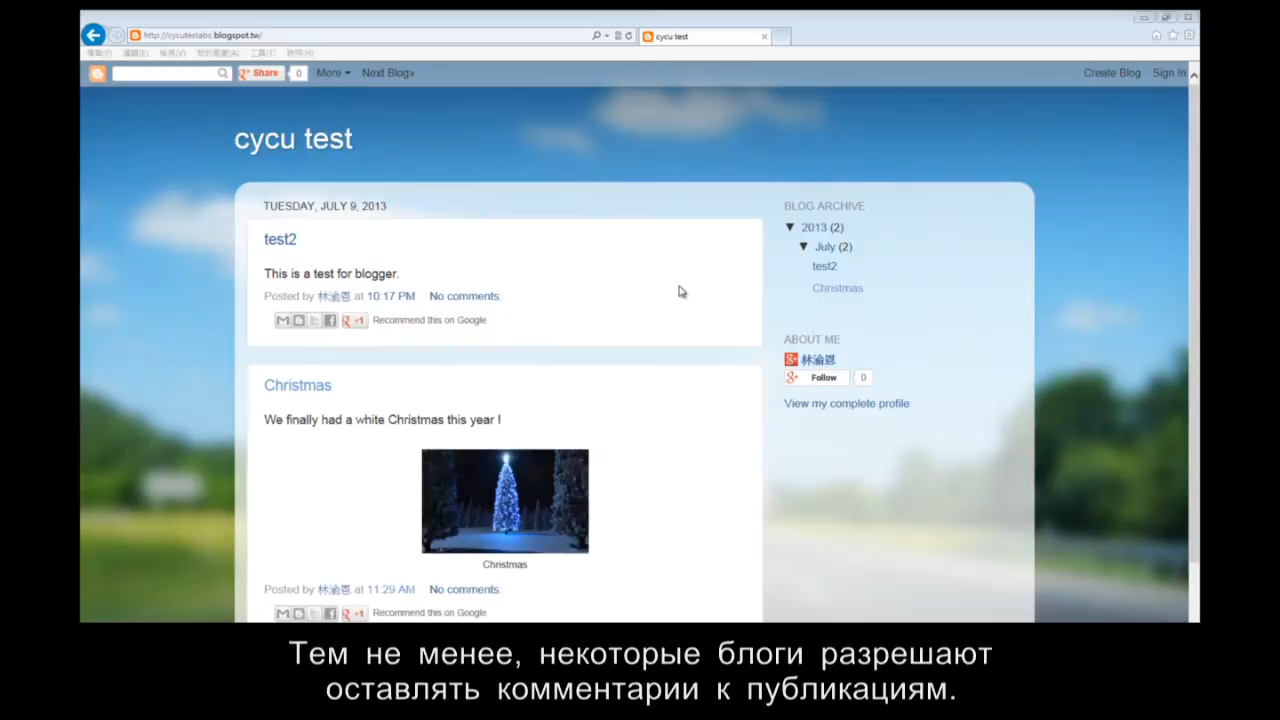 http://cycutestabc.blogspot.tw/
cycu test
Share 0 More Next Blog» Create Blog Sign In
cycu test
TUESDAY, JULY 9, 2013
test2
This is a test for blogger.
Posted by 林渝恩 at 10:17 PM No comments:
+1 Recommend this on Google
Christmas
We finally had a white Christmas this year !
Christmas
Posted by 林渝恩 at 11:29 AM No comments:
+1 Recommend this on Google
BLOG ARCHIVE
▼ 2013 (2)
▼ July (2)
test2
Christmas
ABOUT ME
林渝恩
Follow 0
View my complete profile
Тем не менее, некоторые блоги разрешают
оставлять комментарии к публикациям.